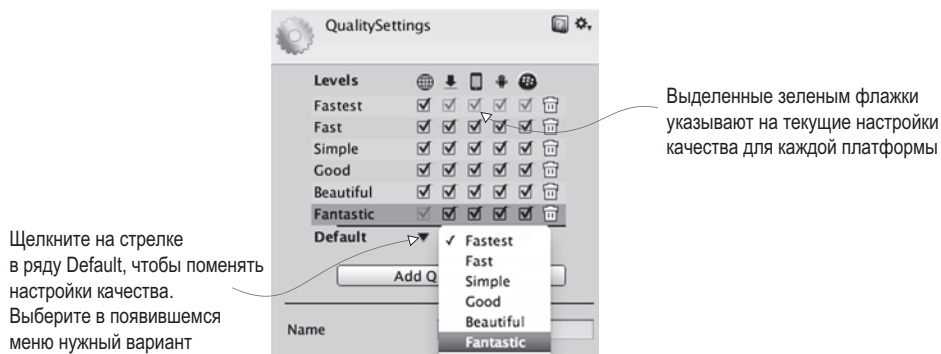 QualitySettings
Levels
Fastest
Fast
Simple
Good
Beautiful
Fantastic
Default
✓ Fastest
Fast
Simple
Good
Beautiful
Fantastic
Add Q
Name
Выделенные зеленым флажки
указывают на текущие настройки
качества для каждой платформы
Щелкните на стрелке
в ряду Default, чтобы поменять
настройки качества.
Выберите в появившемся
меню нужный вариант